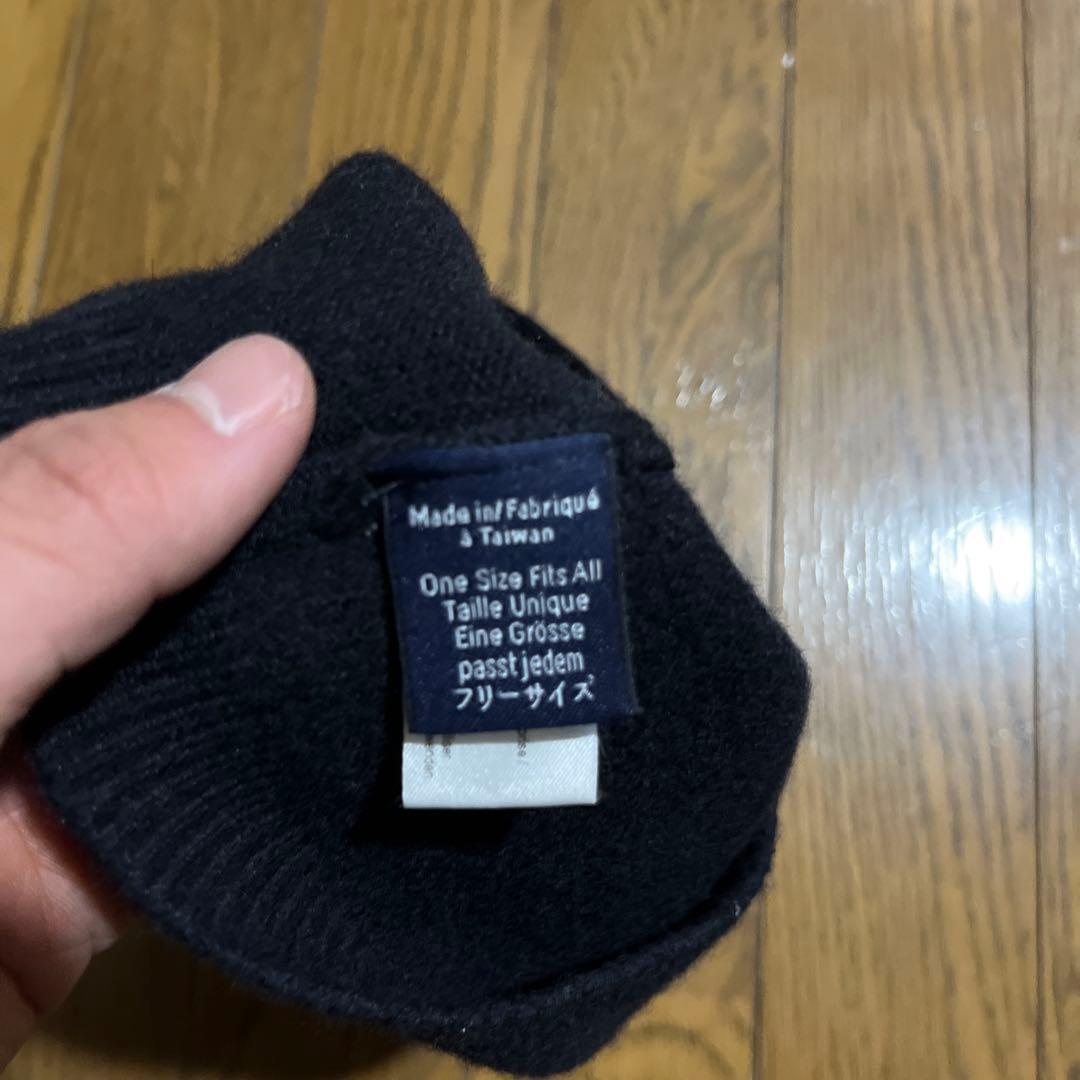 Made in/Fabriqué
à Taiwan
One Size Fits All
Taille Unique
Eine Grösse
passt jedem
フリーサイズ